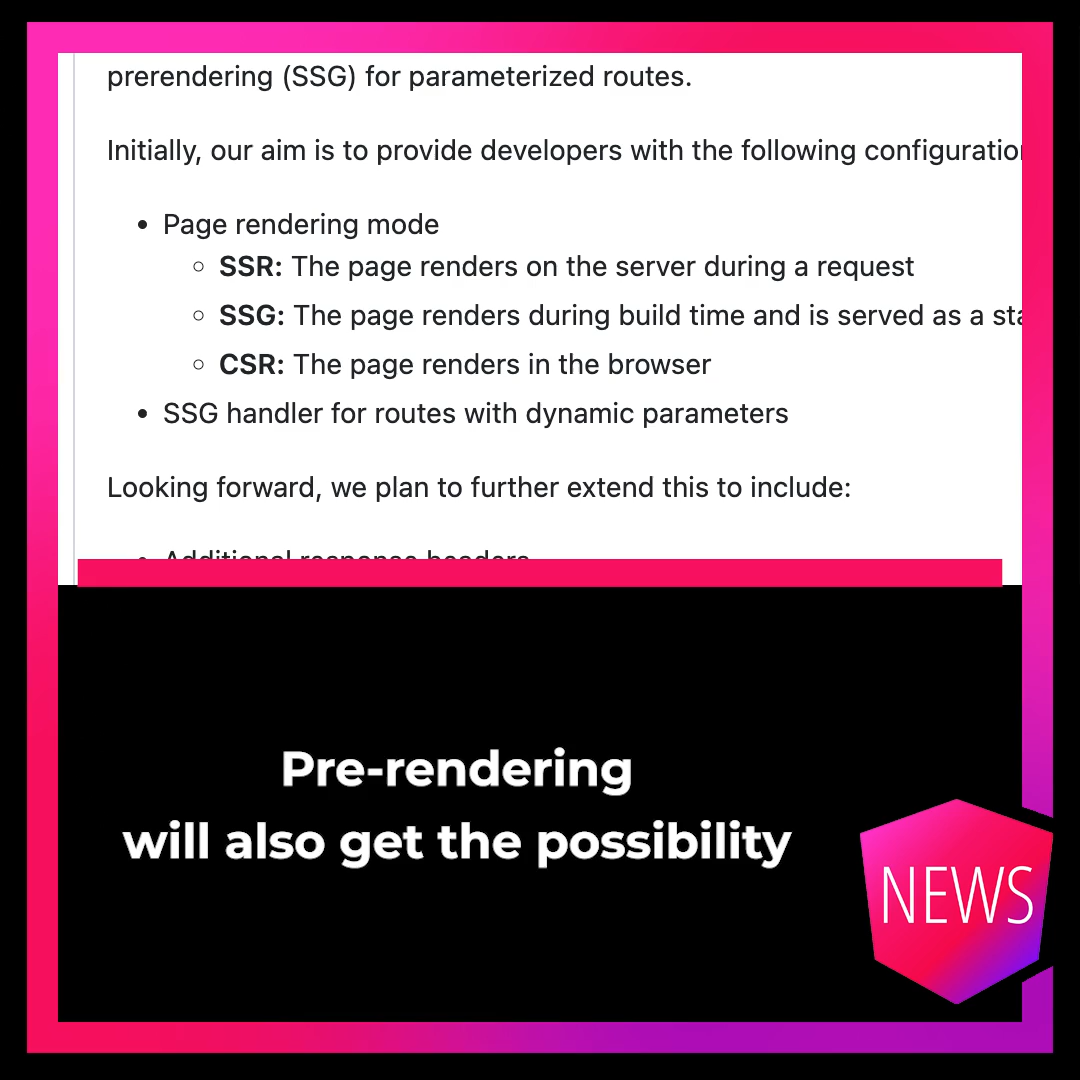 prerendering (SSG) for parameterized routes.
Initially, our aim is to provide developers with the following
Page rendering mode
SSR: The page renders on the server during a request
SSG: The page renders during build time and is served as a
CSR: The page renders in the browser
SSG handler for routes with dynamic parameters
Looking forward, we plan to further extend this to include:
Additional response headers
Pre-rendering
will also get the possibility
NEWS